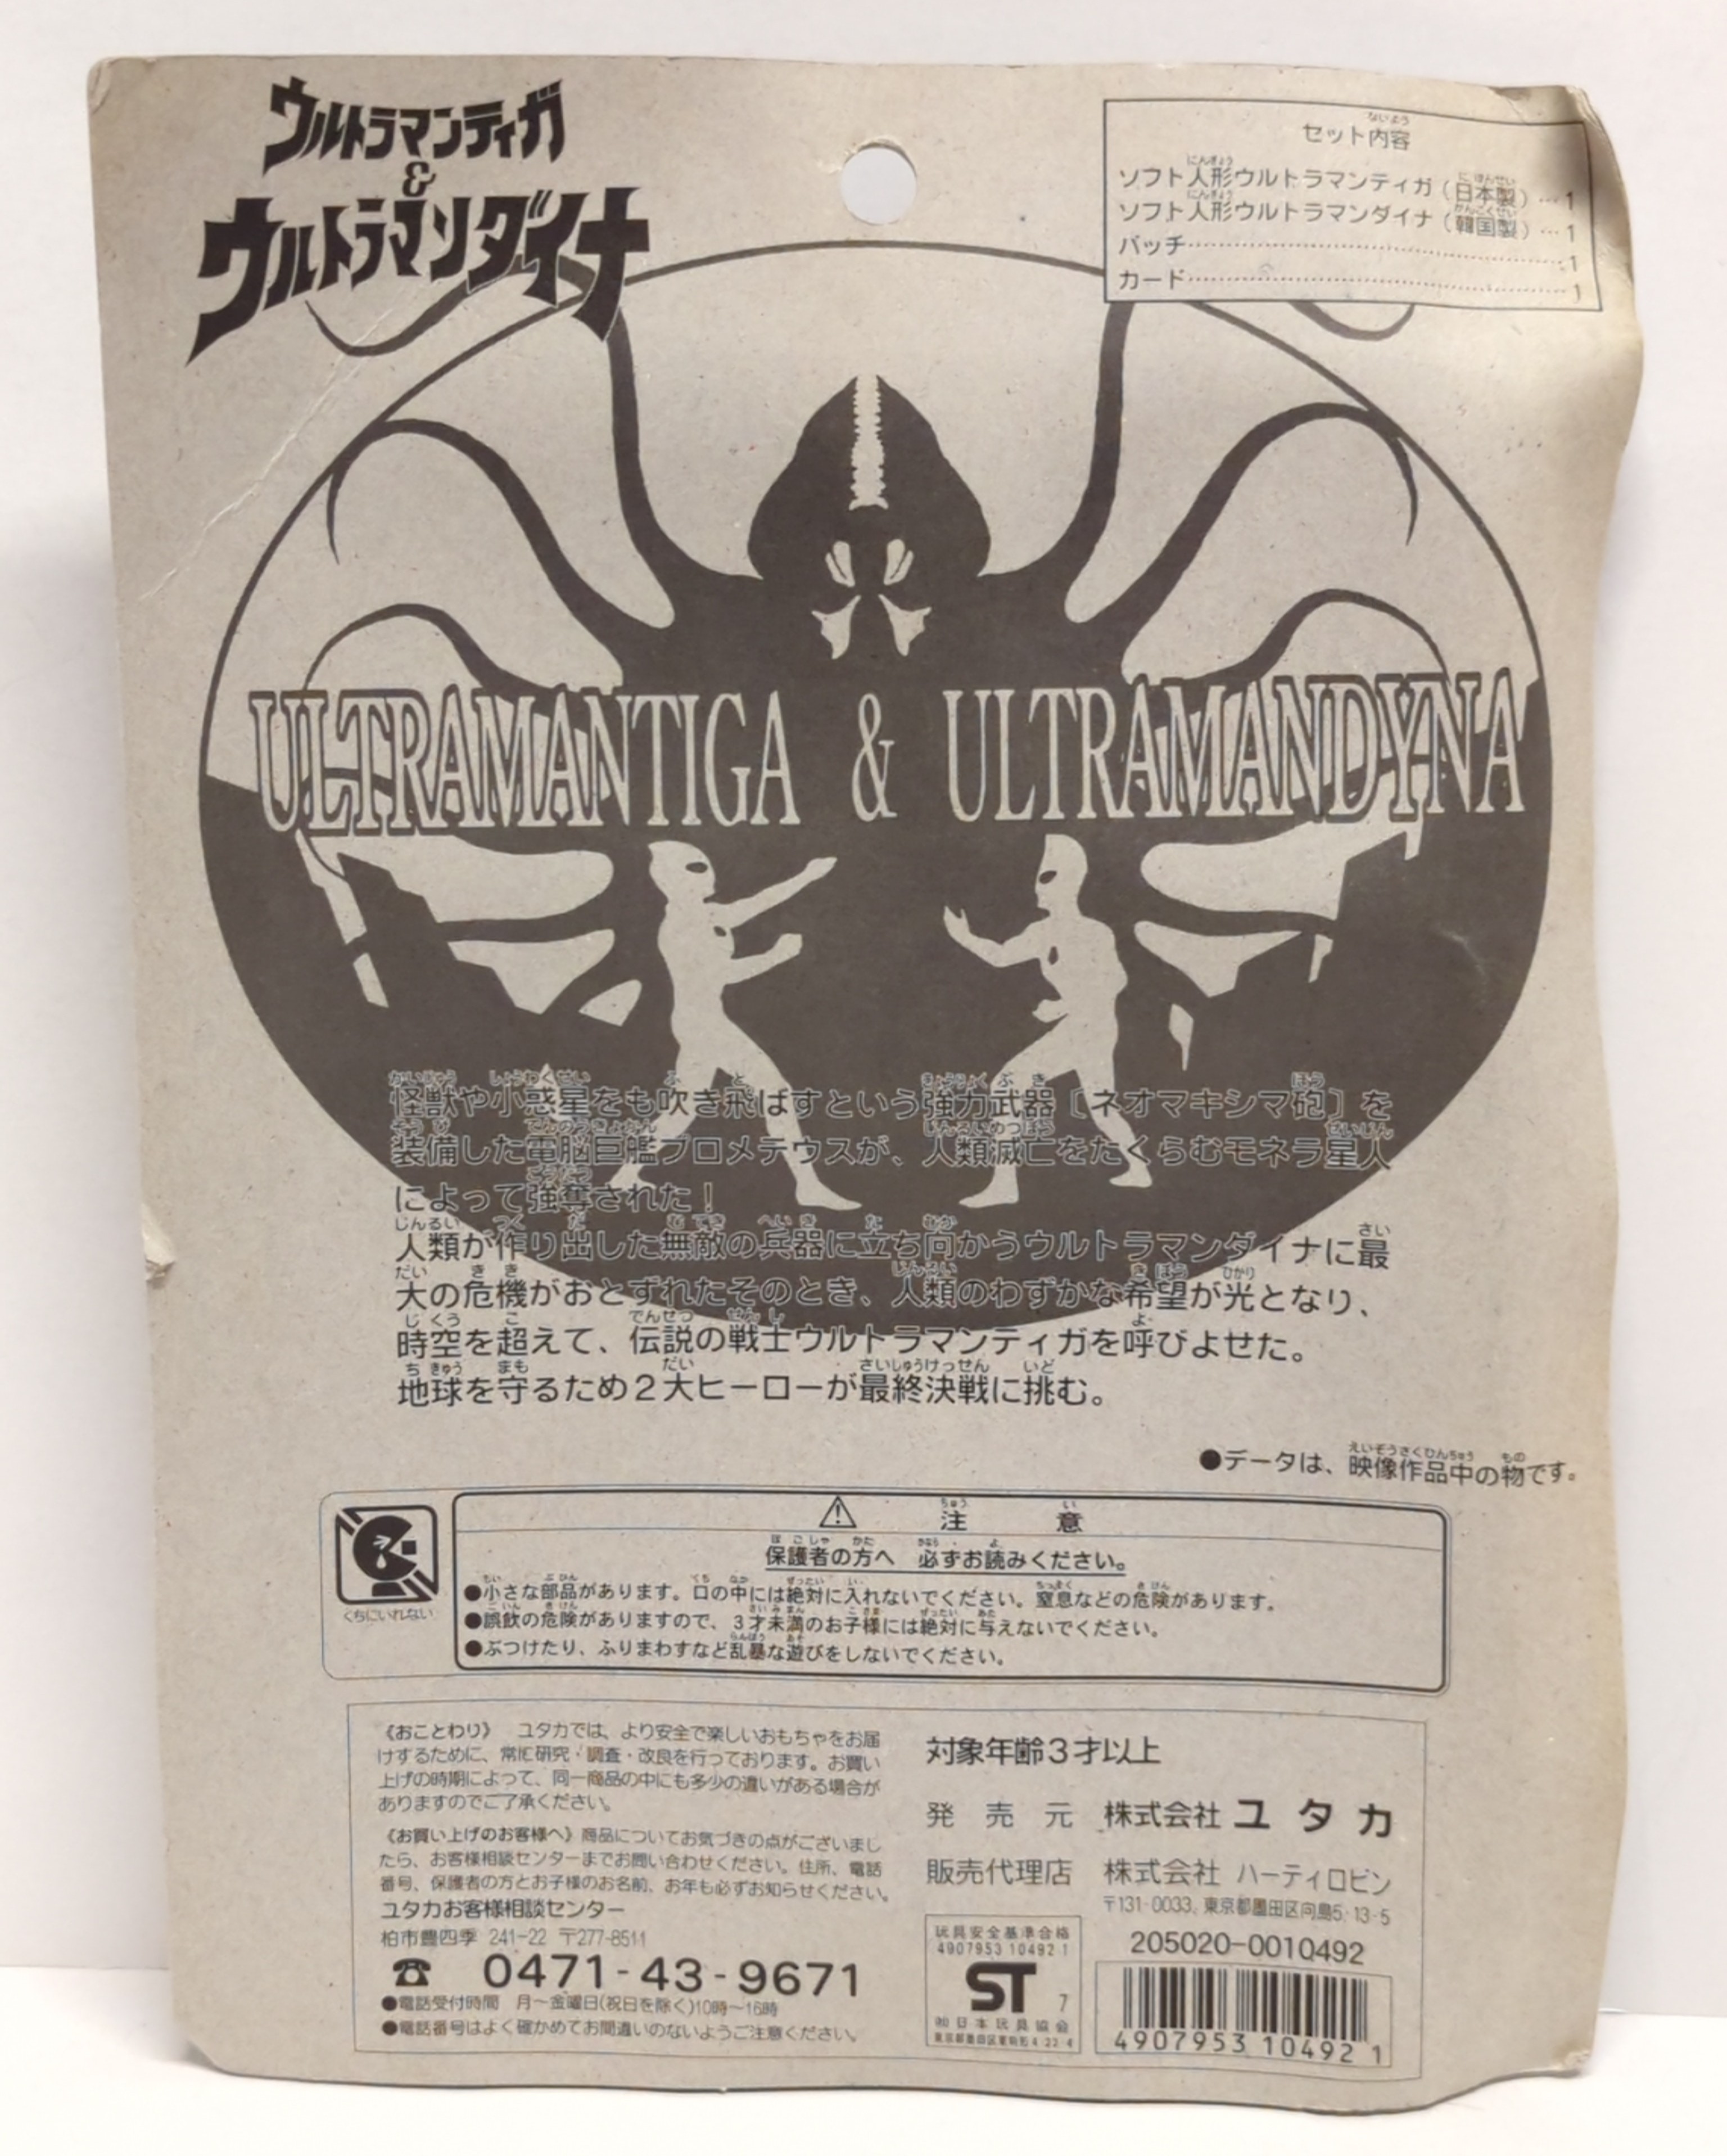 ウルトラマンティガ
&
ウルトラマンダイナ
セット内容
ソフト人形ウルトラマンティガ(日本製)…1
ソフト人形ウルトラマンダイナ(韓国製)…1
バッチ……1
カード……1
ULTRAMANTIGA & ULTRAMANDYNA
怪獣や小惑星をも吹き飛ばすという強力武器〔ネオマキシマ砲〕を
装備した電脳巨艦プロメテウスが、人類滅亡をたくらむモネラ星人
によって強奪された!
人類が作り出した無敵の兵器に立ち向かうウルトラマンダイナに最
大の危機がおとずれたそのとき、人類のわずかな希望が光となり、
時空を超えて、伝説の戦士ウルトラマンティガを呼びよせた。
地球を守るため2大ヒーローが最終決戦に挑む。
●データは、映像作品中の物です。
くちにいれない
⚠ 注意
保護者の方へ 必ずお読みください。
●小さな部品があります。口の中には絶対に入れないでください。窒息などの危険があります。
●誤飲の危険がありますので、3才未満のお子様には絶対に与えないでください。
●ぶつけたり、ふりまわすなど乱暴な遊びをしないでください。
《おことわり》 ユタカでは、より安全で楽しいおもちゃをお届
けするために、常に研究・調査・改良を行っております。お買い
上げの時期によって、同一商品の中にも多少の違いがある場合が
ありますのでご了承ください。
《お買い上げのお客様へ》商品についてお気づきの点がございまし
たら、お客様相談センターまでお問い合わせください。住所、電話
番号、保護者の方とお子様のお名前、お年も必ずお知らせください。
ユタカお客様相談センター
柏市豊四季 241-22 〒277-8511
☎ 0471-43-9671
●電話受付時間 月〜金曜日(祝日を除く)10時〜16時
●電話番号はよく確かめてお間違いのないようご注意ください。
対象年齢3才以上
発売元 株式会社ユタカ
販売代理店 株式会社 ハーティロビン
〒131-0033 東京都墨田区向島5-13-5
玩具安全基準合格
4907953 10492 1
ST 7
㈳日本玩具協会
東京都墨田区東駒形4-22-4
205020-0010492
4907953 10492 1